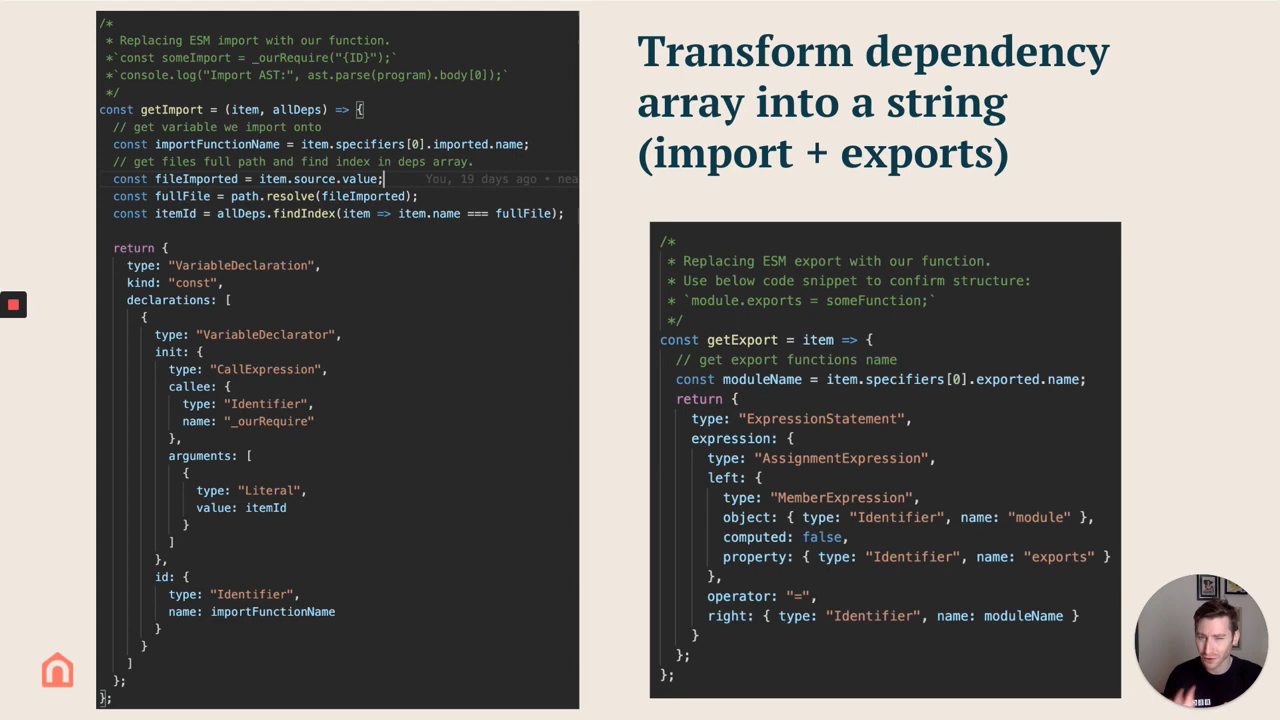 /*
* Replacing ESM import with our function.
*`const someImport = _ourRequire("{ID}");`
*`console.log("Import AST:", ast.parse(program).body[0]);`
*/
const getImport = (item, allDeps) => {
// get variable we import onto
const importFunctionName = item.specifiers[0].imported.name;
// get files full path and find index in deps array.
const fileImported = item.source.value; You, 19 days ago • nea
const fullFile = path.resolve(fileImported);
const itemId = allDeps.findIndex(item => item.name === fullFile);
return {
type: "VariableDeclaration",
kind: "const",
declarations: [
{
type: "VariableDeclarator",
init: {
type: "CallExpression",
callee: {
type: "Identifier",
name: "_ourRequire"
},
arguments: [
{
type: "Literal",
value: itemId
}
]
},
id: {
type: "Identifier",
name: importFunctionName
}
}
]
};
};
Transform dependency
array into a string
(import + exports)
/*
* Replacing ESM export with our function.
* Use below code snippet to confirm structure:
* `module.exports = someFunction;`
*/
const getExport = item => {
// get export functions name
const moduleName = item.specifiers[0].exported.name;
return {
type: "ExpressionStatement",
expression: {
type: "AssignmentExpression",
left: {
type: "MemberExpression",
object: { type: "Identifier", name: "module" },
computed: false,
property: { type: "Identifier", name: "exports" }
},
operator: "=",
right: { type: "Identifier", name: moduleName }
}
};
};